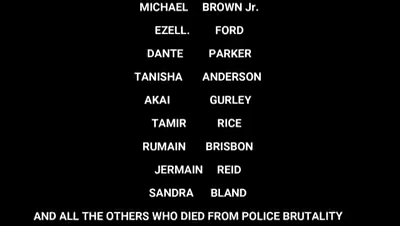 MICHAEL BROWN Jr.
EZELL. FORD
DANTE PARKER
TANISHA ANDERSON
AKAI GURLEY
TAMIR RICE
RUMAIN BRISBON
JERMAIN REID
SANDRA BLAND
AND ALL THE OTHERS WHO DIED FROM POLICE BRUTALITY